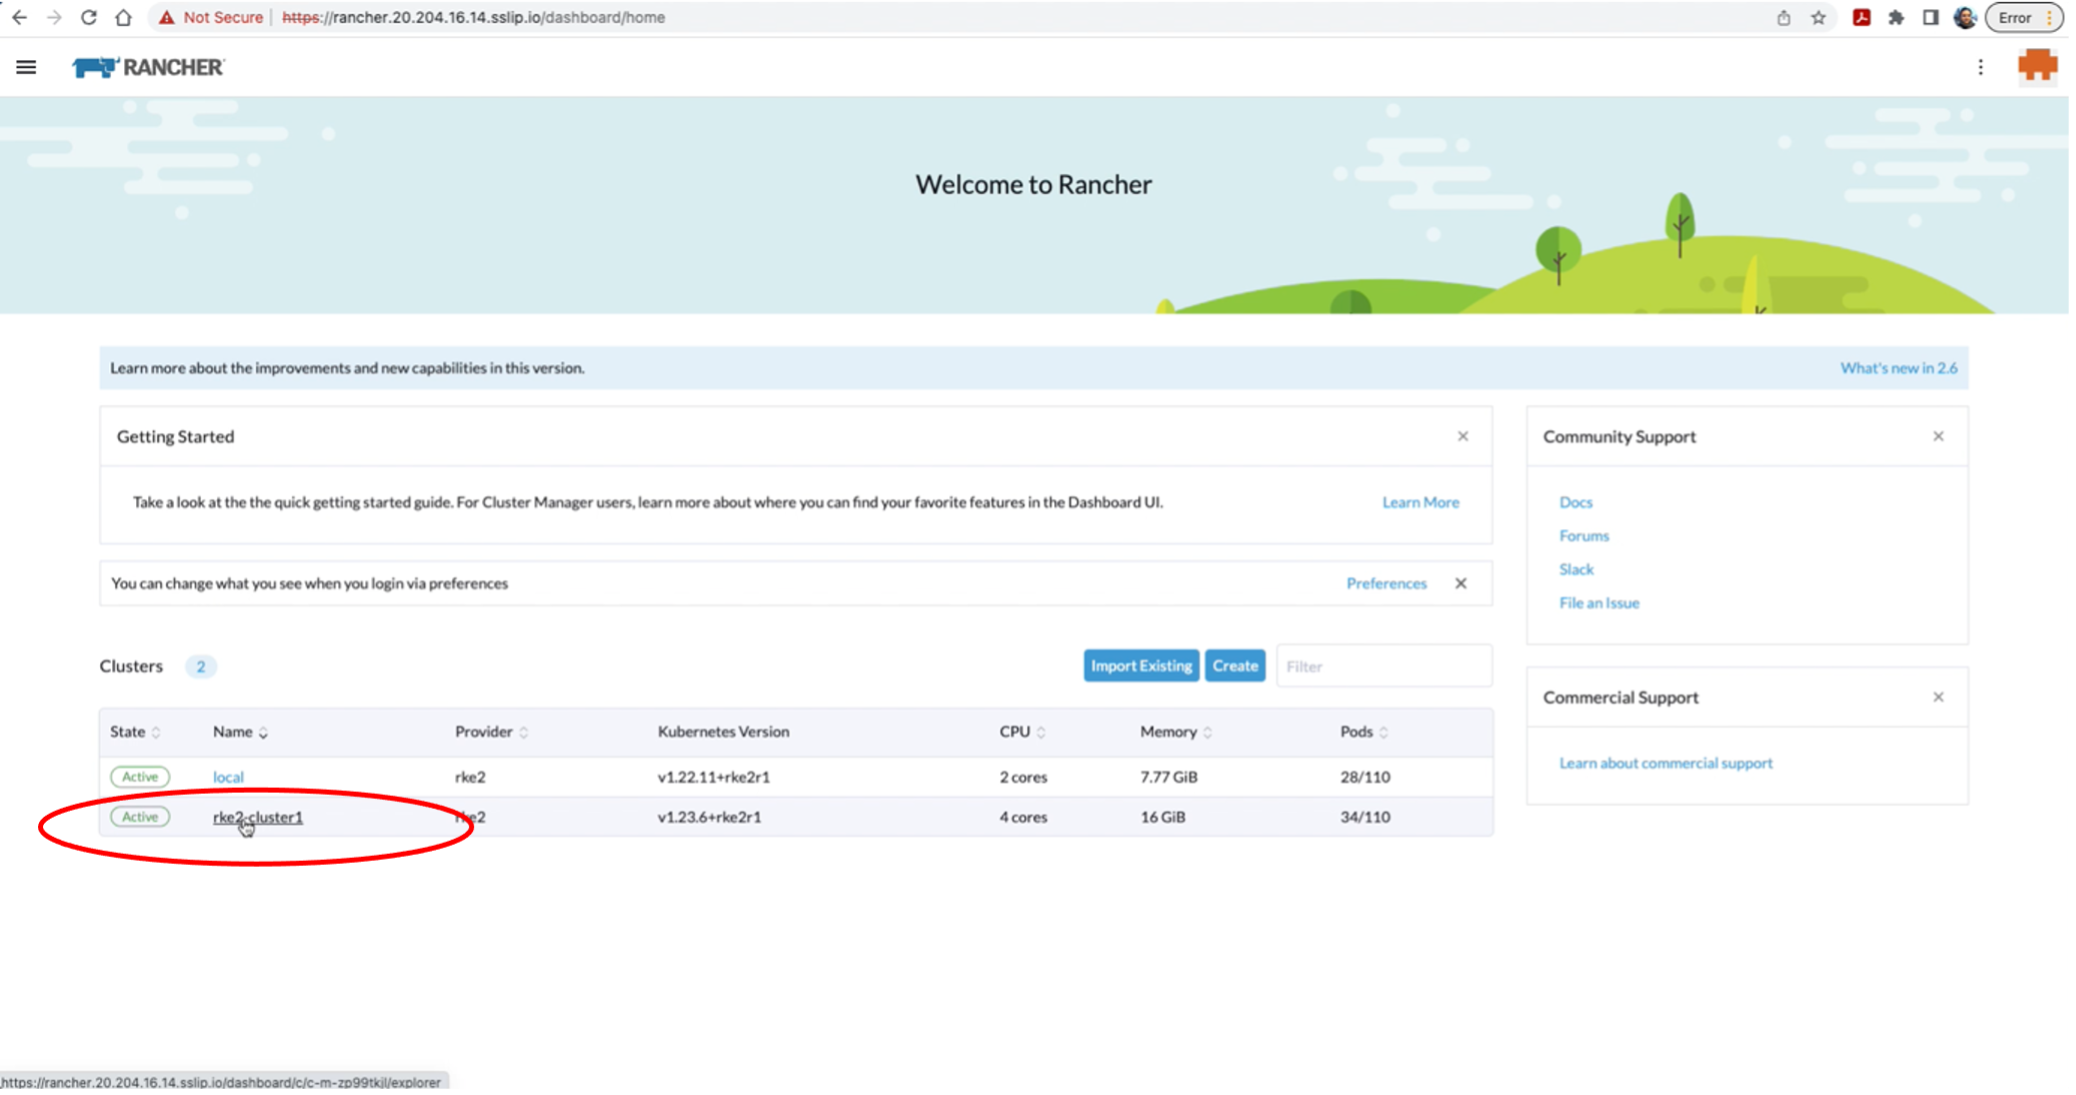 Not Secure | https://rancher.20.204.16.14.sslip.io/dashboard/home Error
RANCHER
Welcome to Rancher
Learn more about the improvements and new capabilities in this version. What's new in 2.6
Getting Started
Take a look at the the quick getting started guide. For Cluster Manager users, learn more about where you can find your favorite features in the Dashboard UI. Learn More
You can change what you see when you login via preferences Preferences
Community Support
Docs
Forums
Slack
File an Issue
Clusters 2 Import Existing Create Filter
State Name Provider Kubernetes Version CPU Memory Pods
Active local rke2 v1.22.11+rke2r1 2 cores 7.77 GiB 28/110
Active rke2-cluster1 rke2 v1.23.6+rke2r1 4 cores 16 GiB 34/110
Commercial Support
Learn about commercial support
https://rancher.20.204.16.14.sslip.io/dashboard/c/c-m-zp99tkjl/explorer